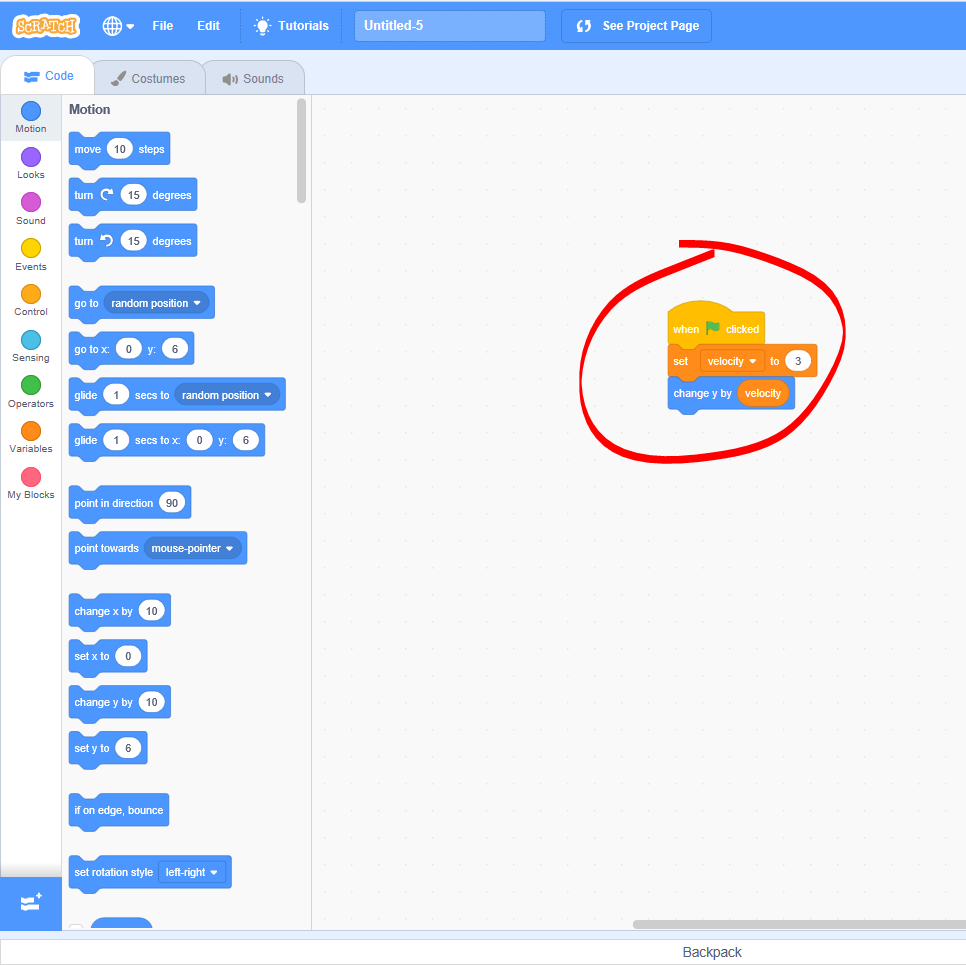 SCRATCH File Edit Tutorials Untitled-5 See Project Page
Code Costumes Sounds
Motion
Looks
Sound
Events
Control
Sensing
Operators
Variables
My Blocks
Motion
move 10 steps
turn 15 degrees
turn 15 degrees
go to random position
go to x: 0 y: 6
glide 1 secs to random position
glide 1 secs to x: 0 y: 6
point in direction 90
point towards mouse-pointer
change x by 10
set x to 0
change y by 10
set y to 6
if on edge, bounce
set rotation style left-right
when clicked
set velocity to 3
change y by velocity
Backpack